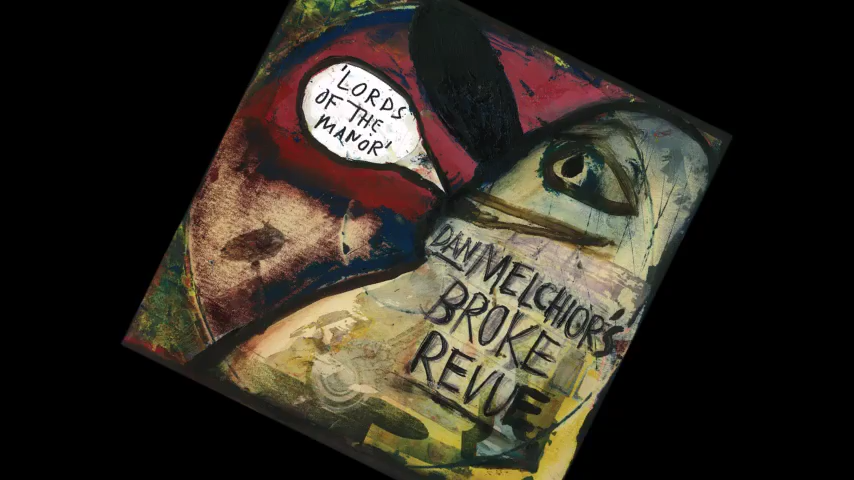 'LORDS
OF THE
MANOR'
DAN MELCHIOR'S
BROKE
REVUE